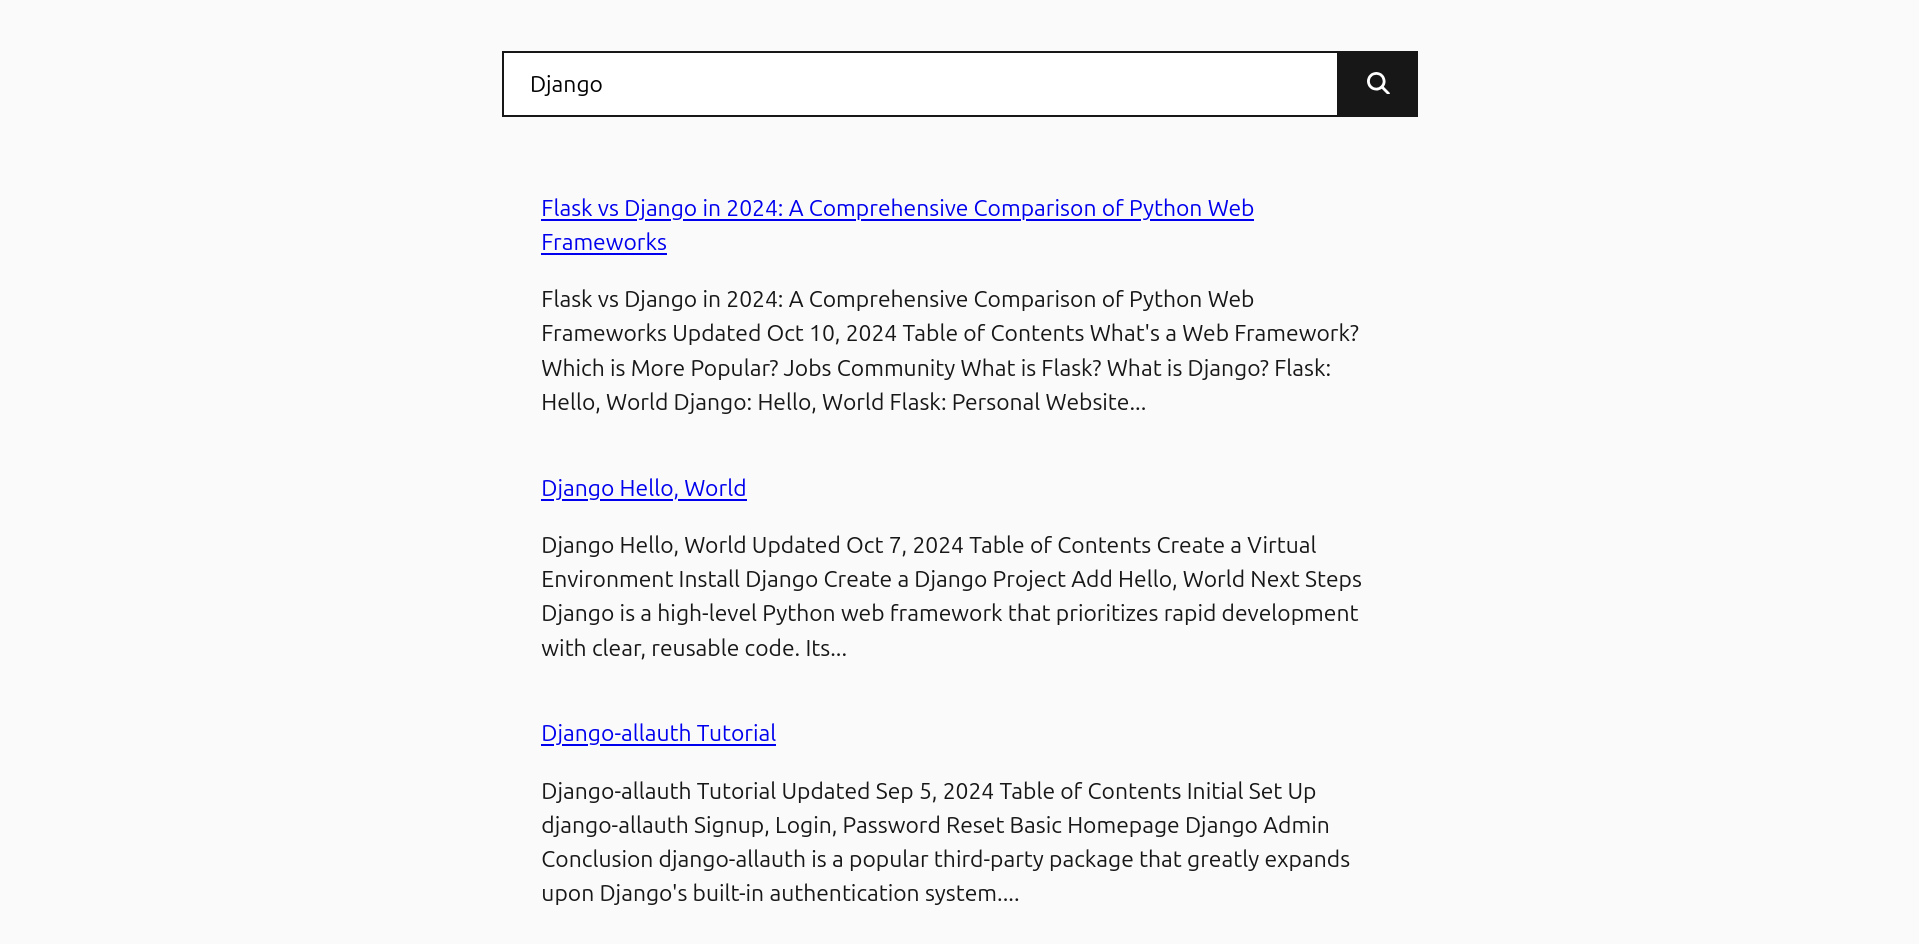 Django
Flask vs Django in 2024: A Comprehensive Comparison of Python Web
Frameworks
Flask vs Django in 2024: A Comprehensive Comparison of Python Web
Frameworks Updated Oct 10, 2024 Table of Contents What's a Web Framework?
Which is More Popular? Jobs Community What is Flask? What is Django? Flask:
Hello, World Django: Hello, World Flask: Personal Website...
Django Hello, World
Django Hello, World Updated Oct 7, 2024 Table of Contents Create a Virtual
Environment Install Django Create a Django Project Add Hello, World Next Steps
Django is a high-level Python web framework that prioritizes rapid development
with clear, reusable code. Its...
Django-allauth Tutorial
Django-allauth Tutorial Updated Sep 5, 2024 Table of Contents Initial Set Up
django-allauth Signup, Login, Password Reset Basic Homepage Django Admin
Conclusion django-allauth is a popular third-party package that greatly expands
upon Django's built-in authentication system....